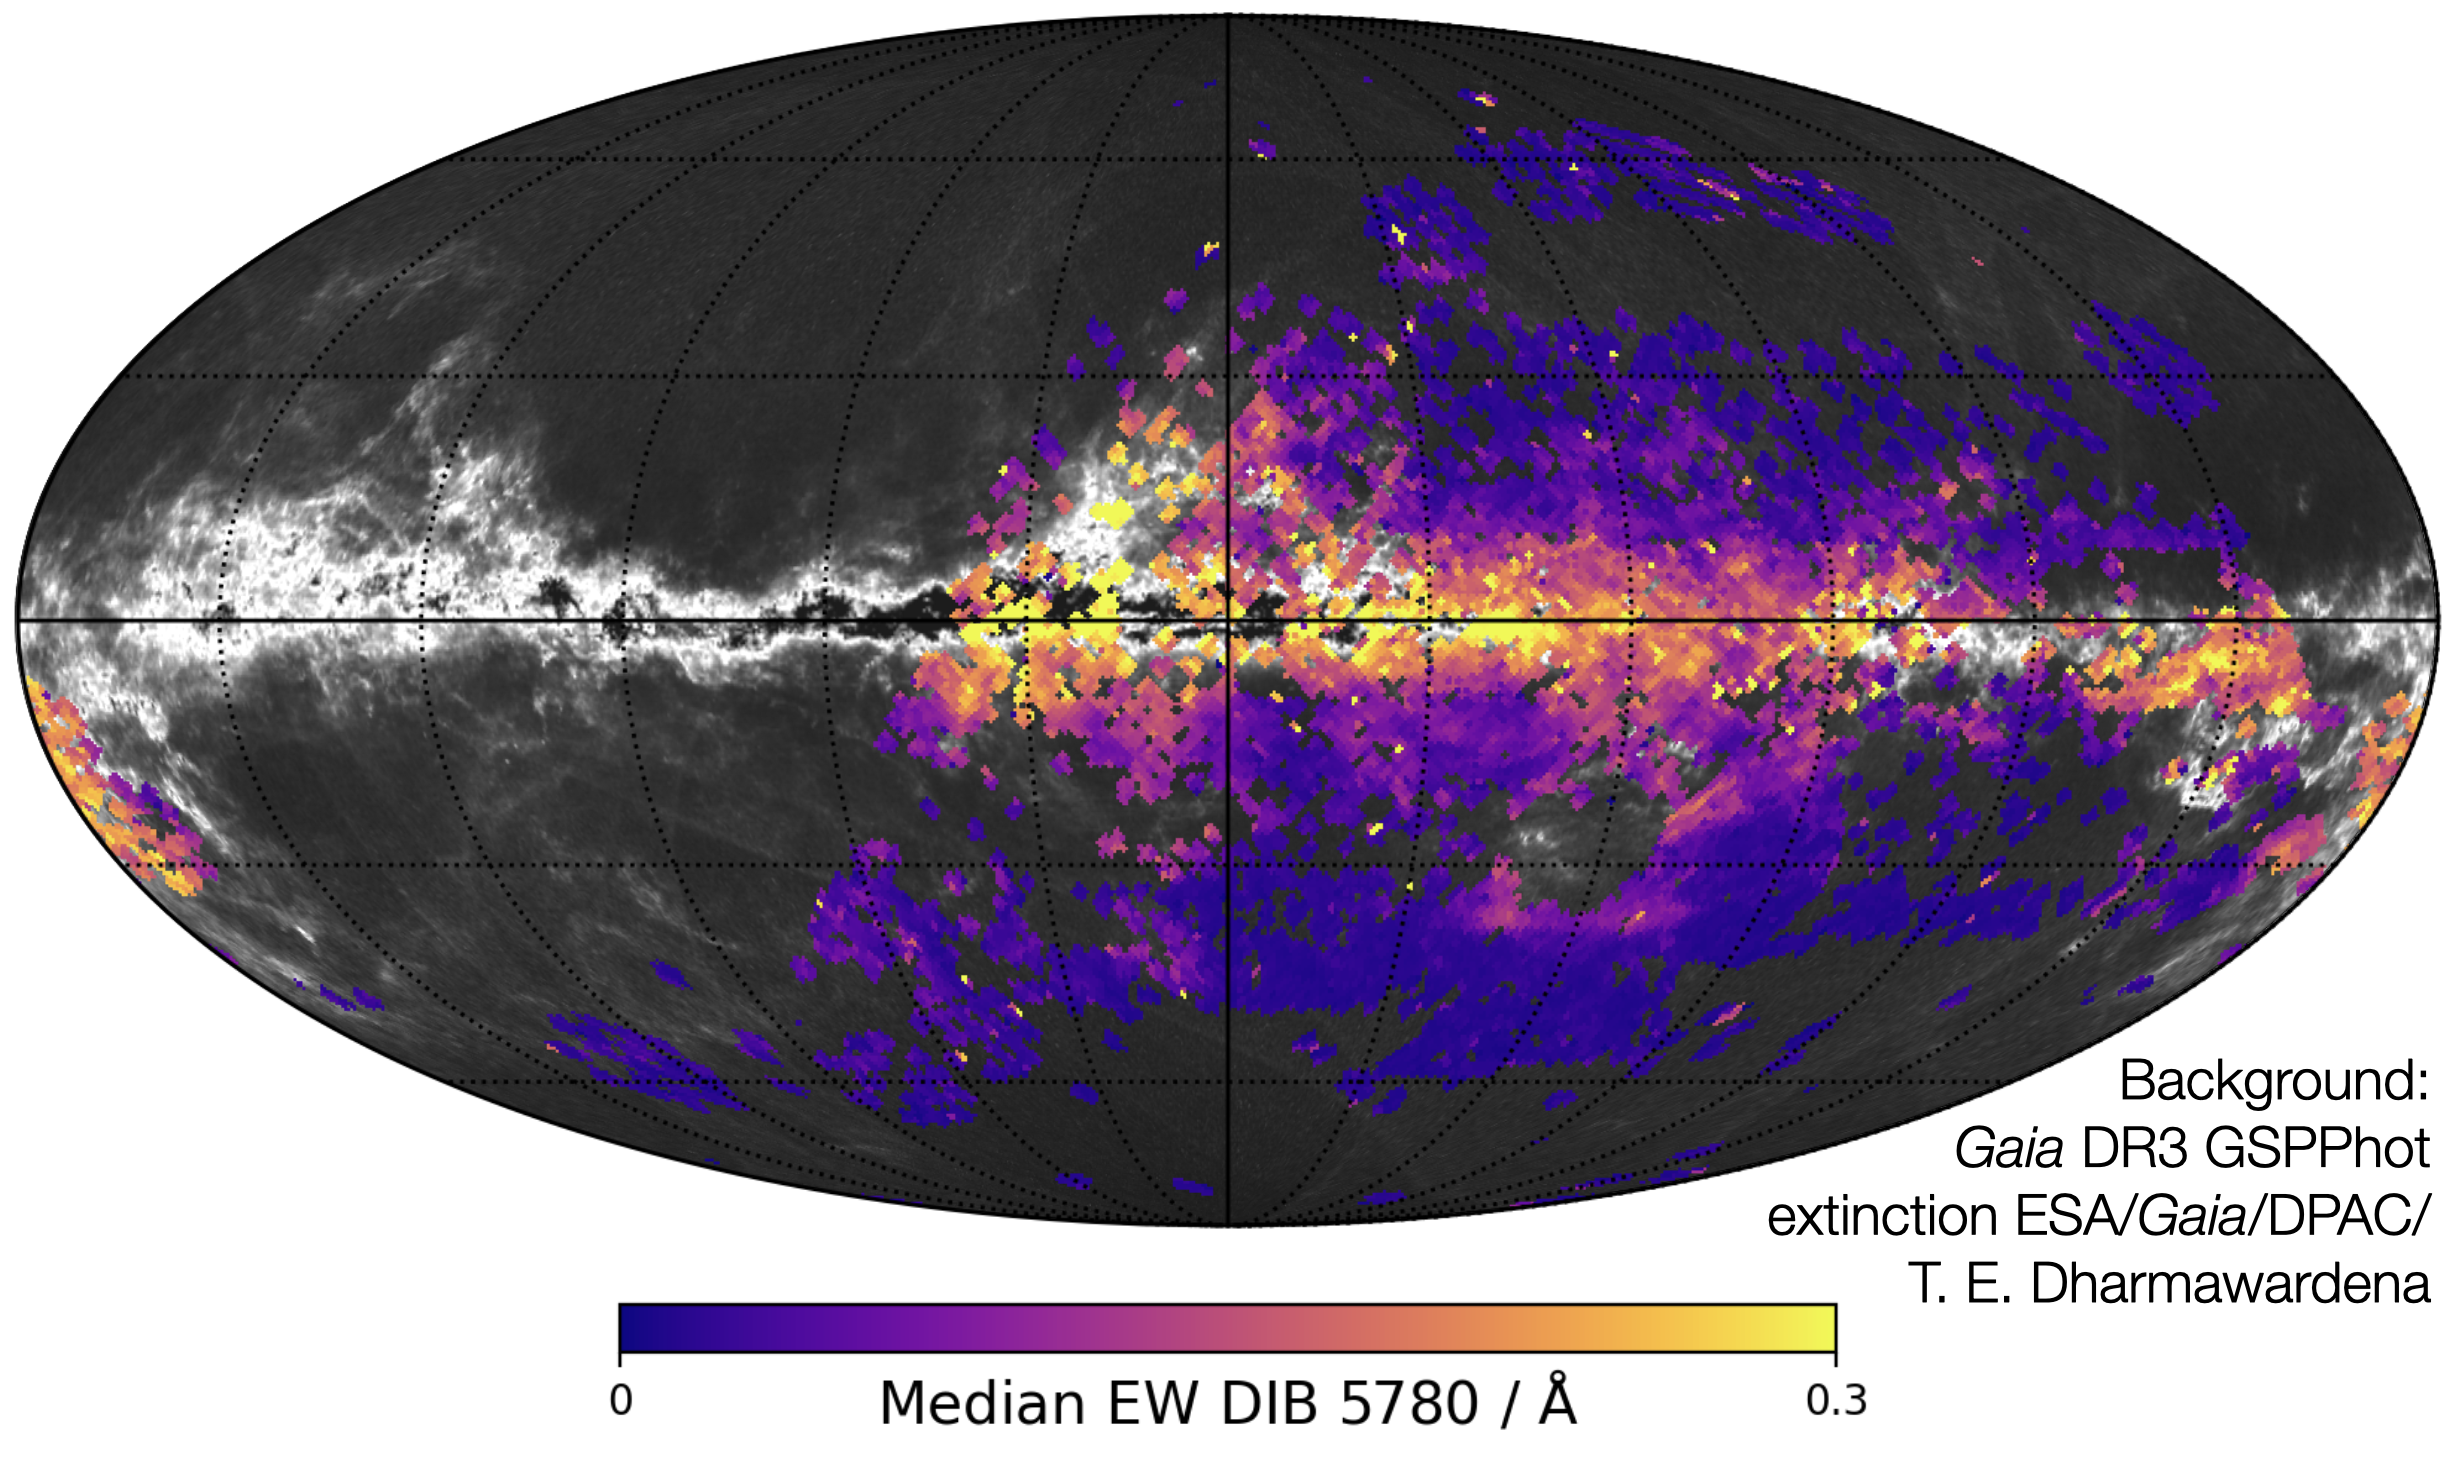 Background:
Gaia DR3 GSPPhot
extinction ESA/Gaia/DPAC/
T. E. Dharmawardena
0
Median EW DIB 5780 / Å
0.3